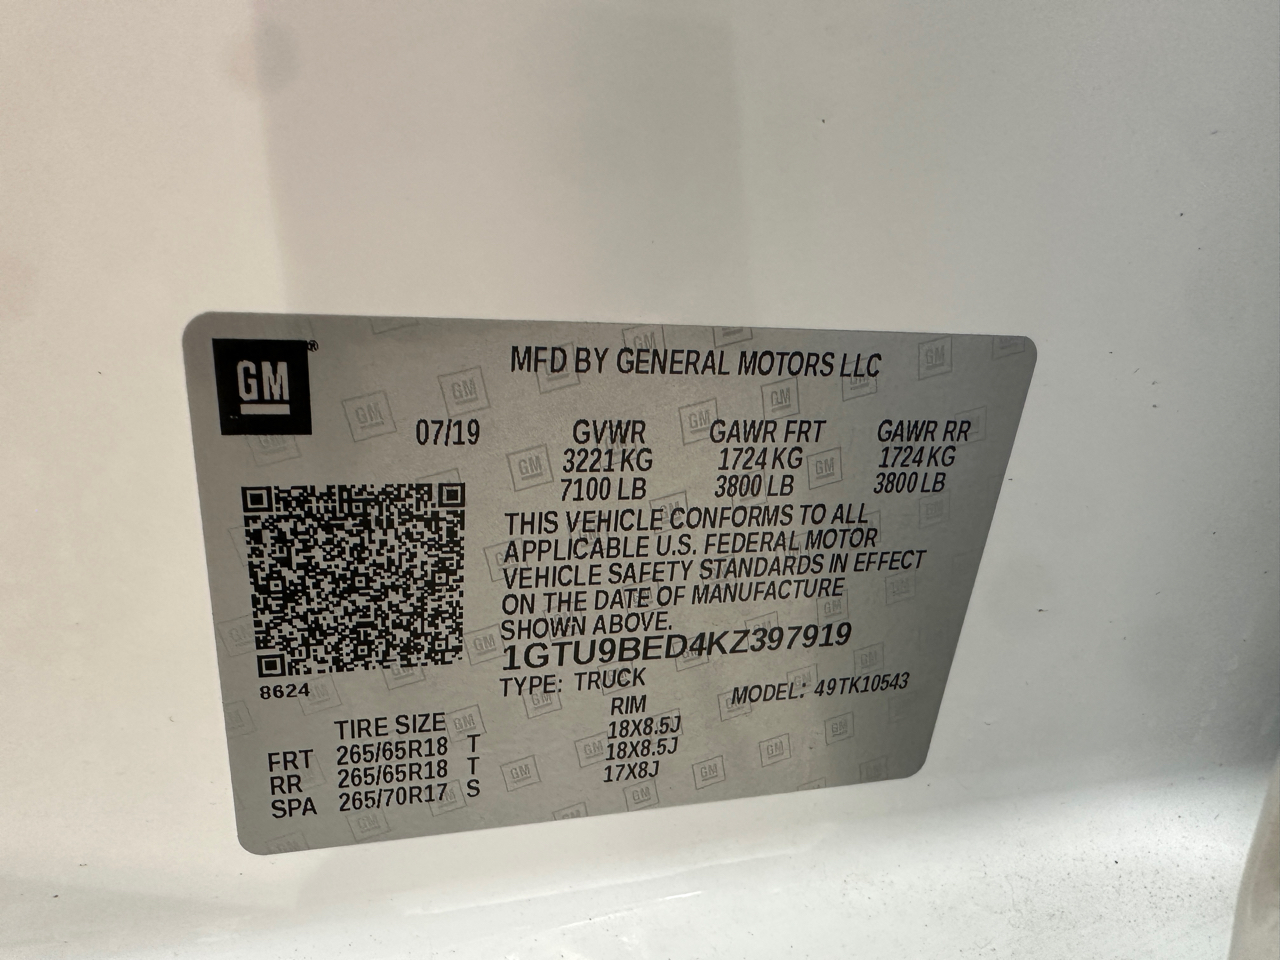 GM
MFD BY GENERAL MOTORS LLC
07/19 GVWR GAWR FRT GAWR RR
3221 KG 1724 KG 1724 KG
7100 LB 3800 LB 3800 LB
THIS VEHICLE CONFORMS TO ALL
APPLICABLE U.S. FEDERAL MOTOR
VEHICLE SAFETY STANDARDS IN EFFECT
ON THE DATE OF MANUFACTURE
SHOWN ABOVE.
1GTU9BED4KZ397919
8624
TYPE: TRUCK MODEL: 49TK10543
TIRE SIZE RIM
FRT 265/65R18 T 18X8.5J
RR 265/65R18 T 18X8.5J
SPA 265/70R17 S 17X8J